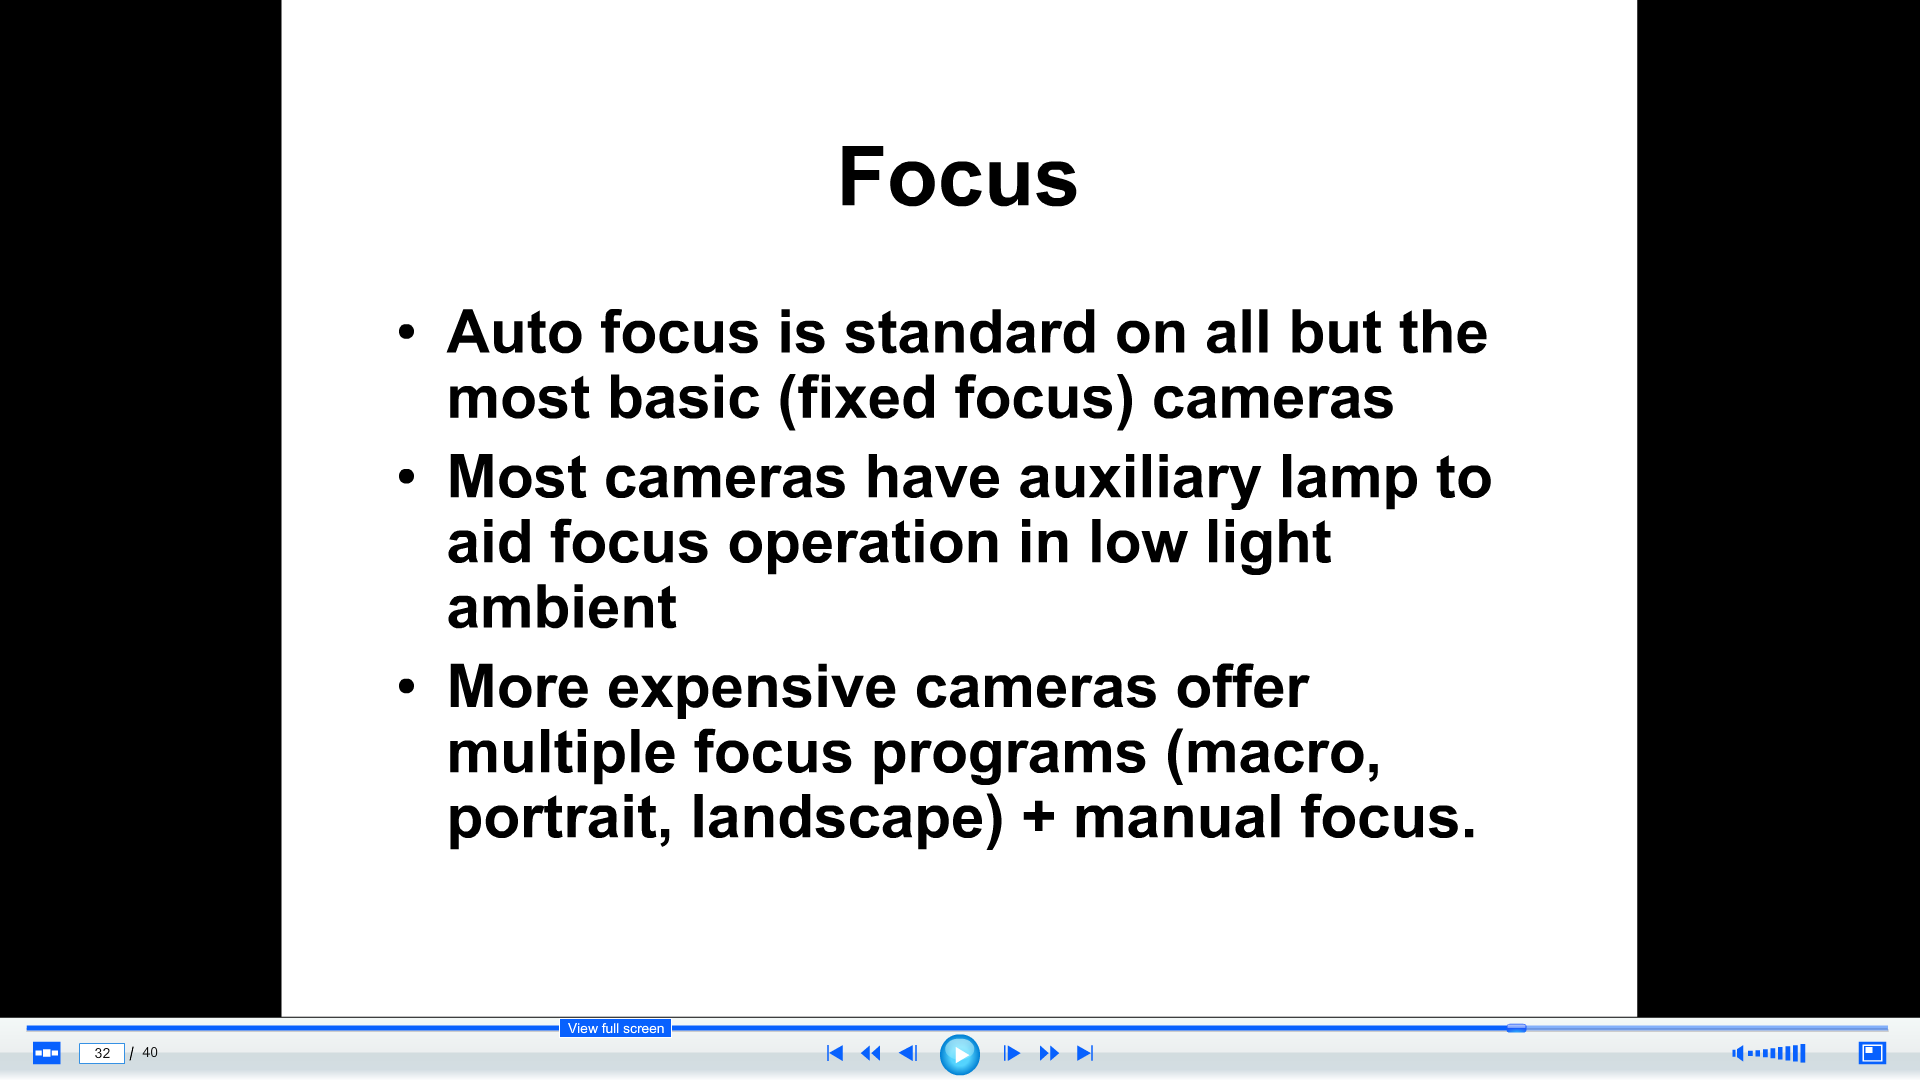 Focus
• Auto focus is standard on all but the
most basic (fixed focus) cameras
• Most cameras have auxiliary lamp to
aid focus operation in low light
ambient
• More expensive cameras offer
multiple focus programs (macro,
portrait, landscape) + manual focus.
View full screen
32 / 40